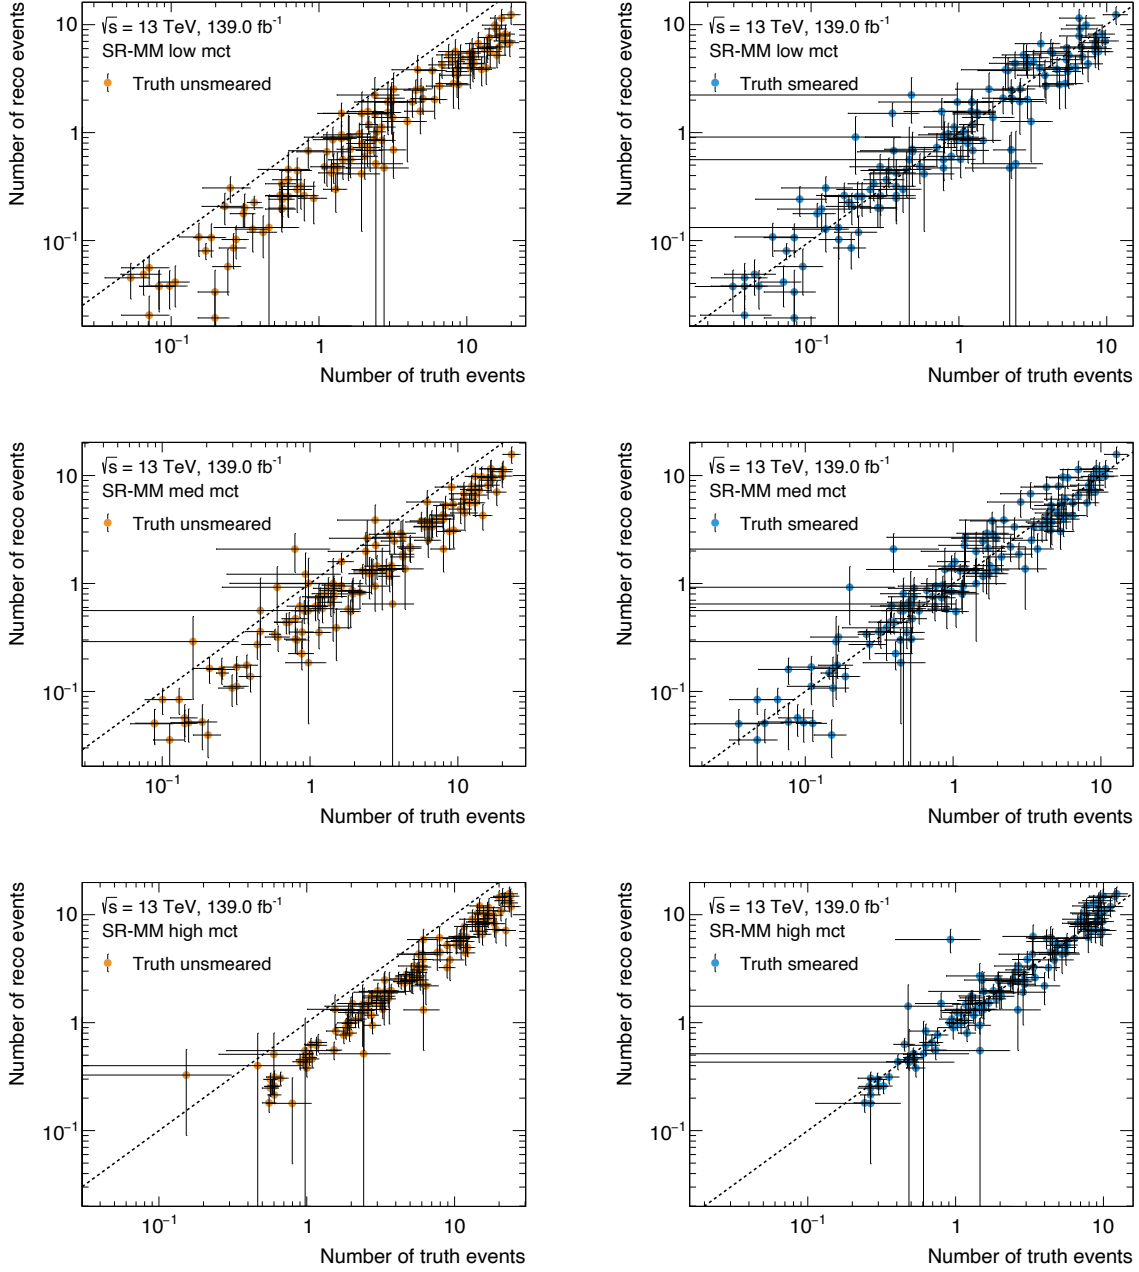 Number of reco events
10
1
10⁻¹
√s = 13 TeV, 139.0 fb⁻¹
SR-MM low mct
Truth unsmeared
10⁻¹
1
10
Number of truth events
Number of reco events
10
1
10⁻¹
√s = 13 TeV, 139.0 fb⁻¹
SR-MM low mct
Truth smeared
10⁻¹
1
10
Number of truth events
Number of reco events
10
1
10⁻¹
√s = 13 TeV, 139.0 fb⁻¹
SR-MM med mct
Truth unsmeared
10⁻¹
1
10
Number of truth events
Number of reco events
10
1
10⁻¹
√s = 13 TeV, 139.0 fb⁻¹
SR-MM med mct
Truth smeared
10⁻¹
1
10
Number of truth events
Number of reco events
10
1
10⁻¹
√s = 13 TeV, 139.0 fb⁻¹
SR-MM high mct
Truth unsmeared
10⁻¹
1
10
Number of truth events
Number of reco events
10
1
10⁻¹
√s = 13 TeV, 139.0 fb⁻¹
SR-MM high mct
Truth smeared
10⁻¹
1
10
Number of truth events